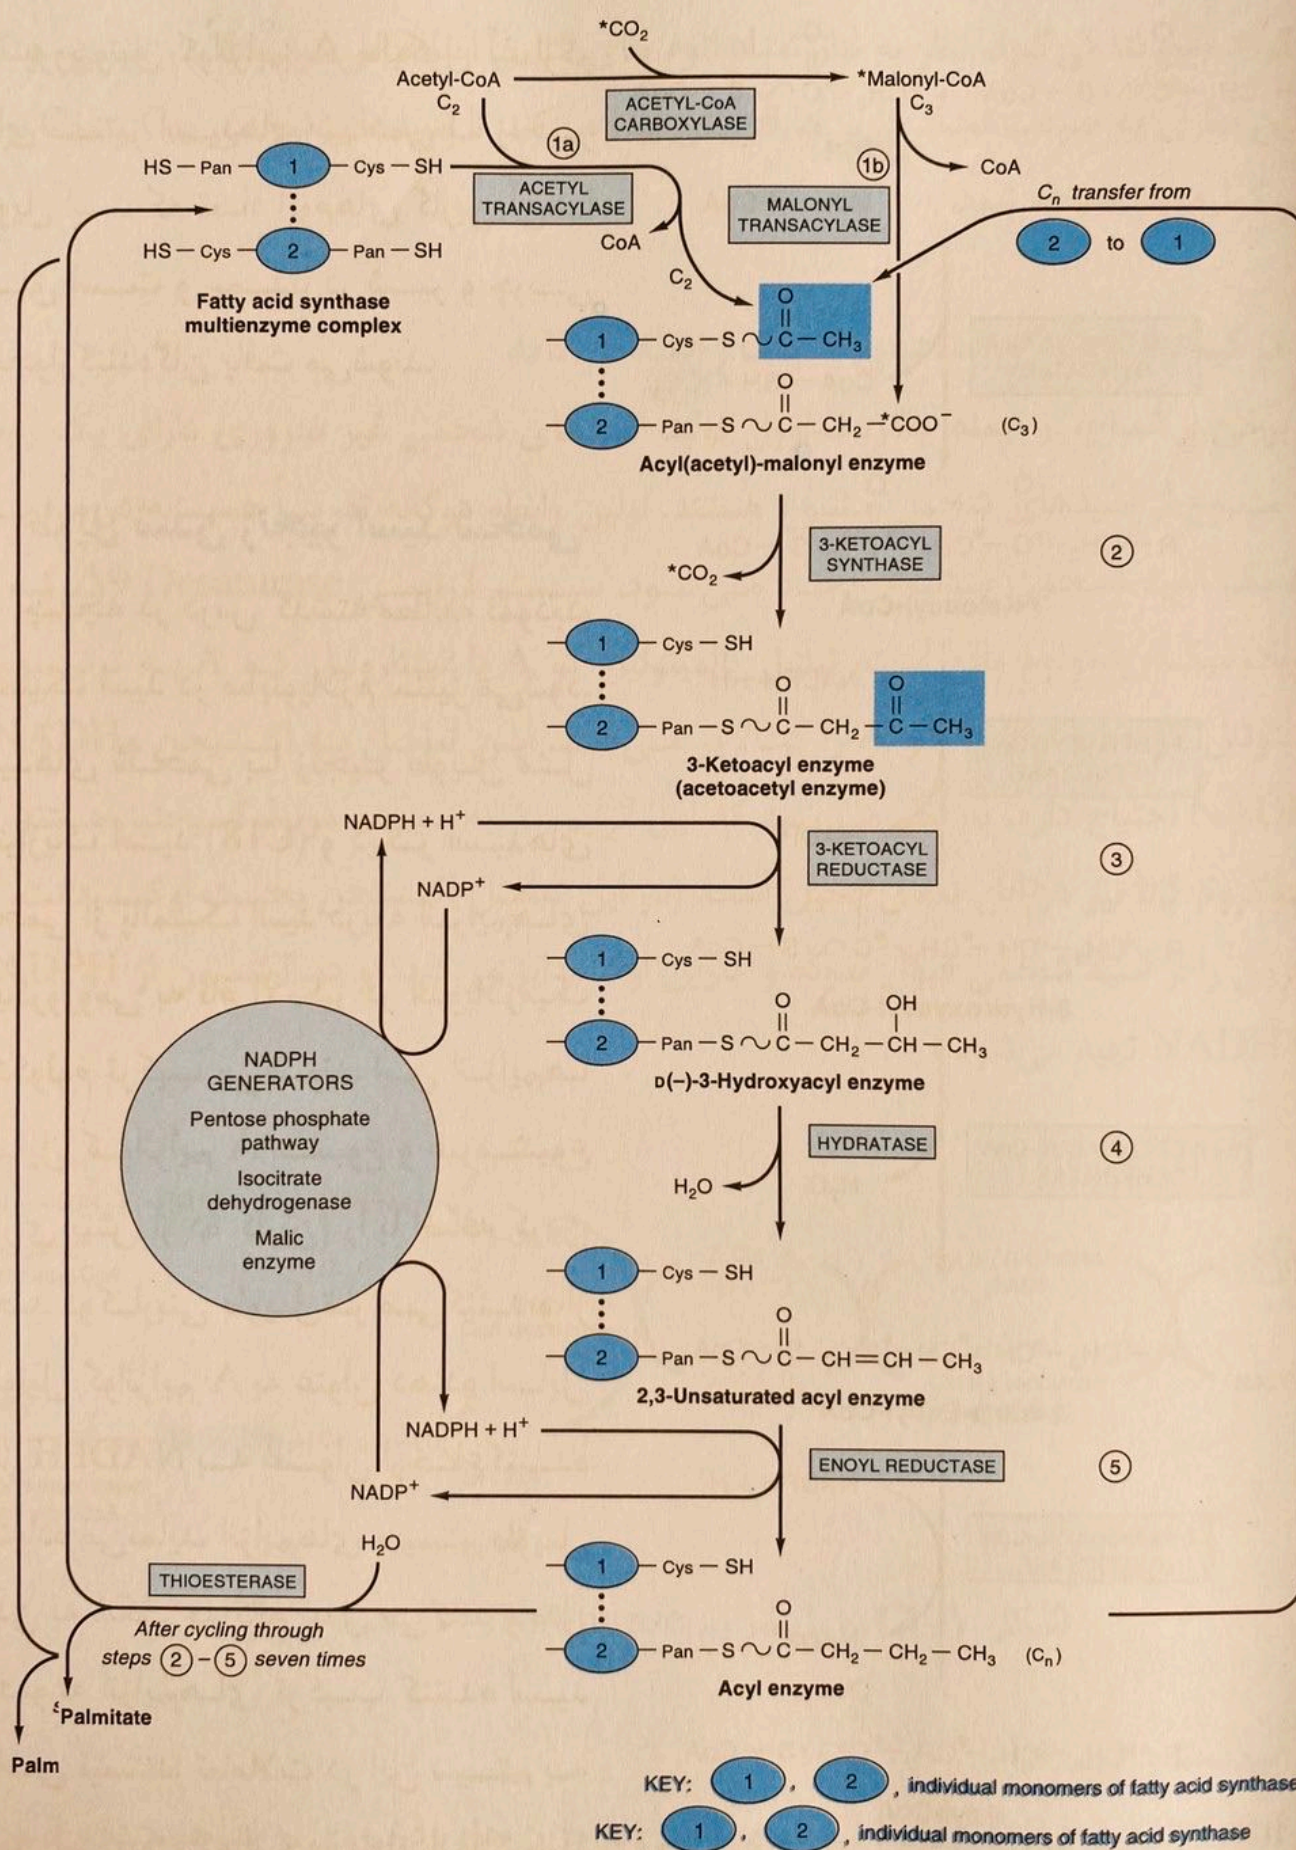 *CO₂
Acetyl-CoA
C₂
*Malonyl-CoA
C₃
ACETYL-CoA
CARBOXYLASE
1a
1b
HS — Pan — 1 — Cys — SH
ACETYL
TRANSACYLASE
MALONYL
TRANSACYLASE
CoA
Cₙ transfer from
2 to 1
HS — Cys — 2 — Pan — SH
CoA
C₂
Fatty acid synthase
multienzyme complex
O
1 — Cys — S ~ C — CH₃
O
2 — Pan — S ~ C — CH₂ — *COO⁻ (C₃)
Acyl(acetyl)-malonyl enzyme
3-KETOACYL
SYNTHASE
2
*CO₂
1 — Cys — SH
O O
2 — Pan — S ~ C — CH₂ — C — CH₃
3-Ketoacyl enzyme
(acetoacetyl enzyme)
NADPH + H⁺
3-KETOACYL
REDUCTASE
3
NADP⁺
1 — Cys — SH
O OH
2 — Pan — S ~ C — CH₂ — CH — CH₃
D(–)-3-Hydroxyacyl enzyme
NADPH
GENERATORS
Pentose phosphate
pathway
Isocitrate
dehydrogenase
Malic
enzyme
HYDRATASE
4
H₂O
1 — Cys — SH
O
2 — Pan — S ~ C — CH = CH — CH₃
2,3-Unsaturated acyl enzyme
NADPH + H⁺
ENOYL REDUCTASE
5
NADP⁺
H₂O
THIOESTERASE
1 — Cys — SH
After cycling through
steps 2 – 5 seven times
O
2 — Pan — S ~ C — CH₂ — CH₂ — CH₃ (Cₙ)
Acyl enzyme
Palmitate
Palm
KEY: 1 , 2 , individual monomers of fatty acid synthase
KEY: 1 , 2 , individual monomers of fatty acid synthase